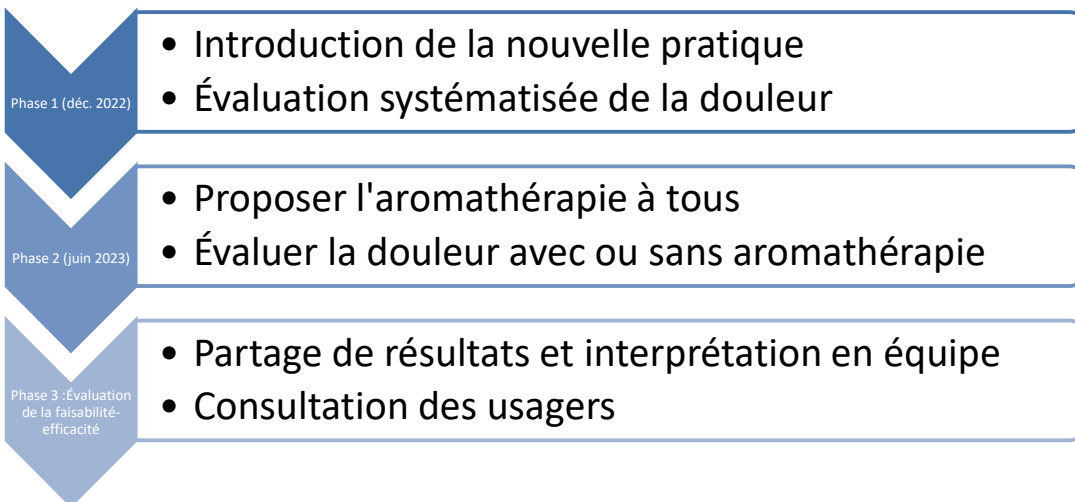 Phase 1 (déc. 2022)
• Introduction de la nouvelle pratique
• Évaluation systématisée de la douleur
Phase 2 (juin 2023)
• Proposer l'aromathérapie à tous
• Évaluer la douleur avec ou sans aromathérapie
Phase 3 :Évaluation
de la faisabilité-
efficacité
• Partage de résultats et interprétation en équipe
• Consultation des usagers